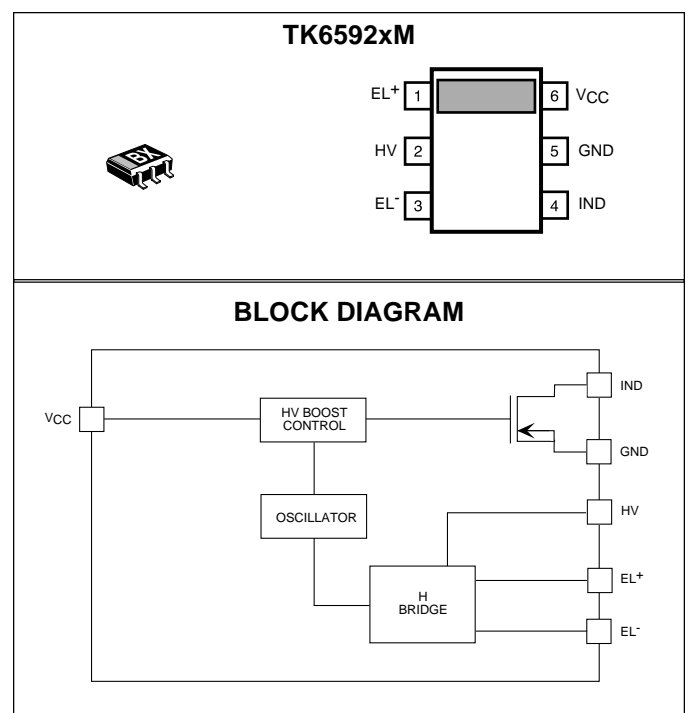 TK6592xM
EL+ 1
6 VCC
HV 2
5 GND
EL- 3
4 IND
BX
BLOCK DIAGRAM
VCC
HV BOOST
CONTROL
IND
GND
OSCILLATOR
HV
H
BRIDGE
EL+
EL-